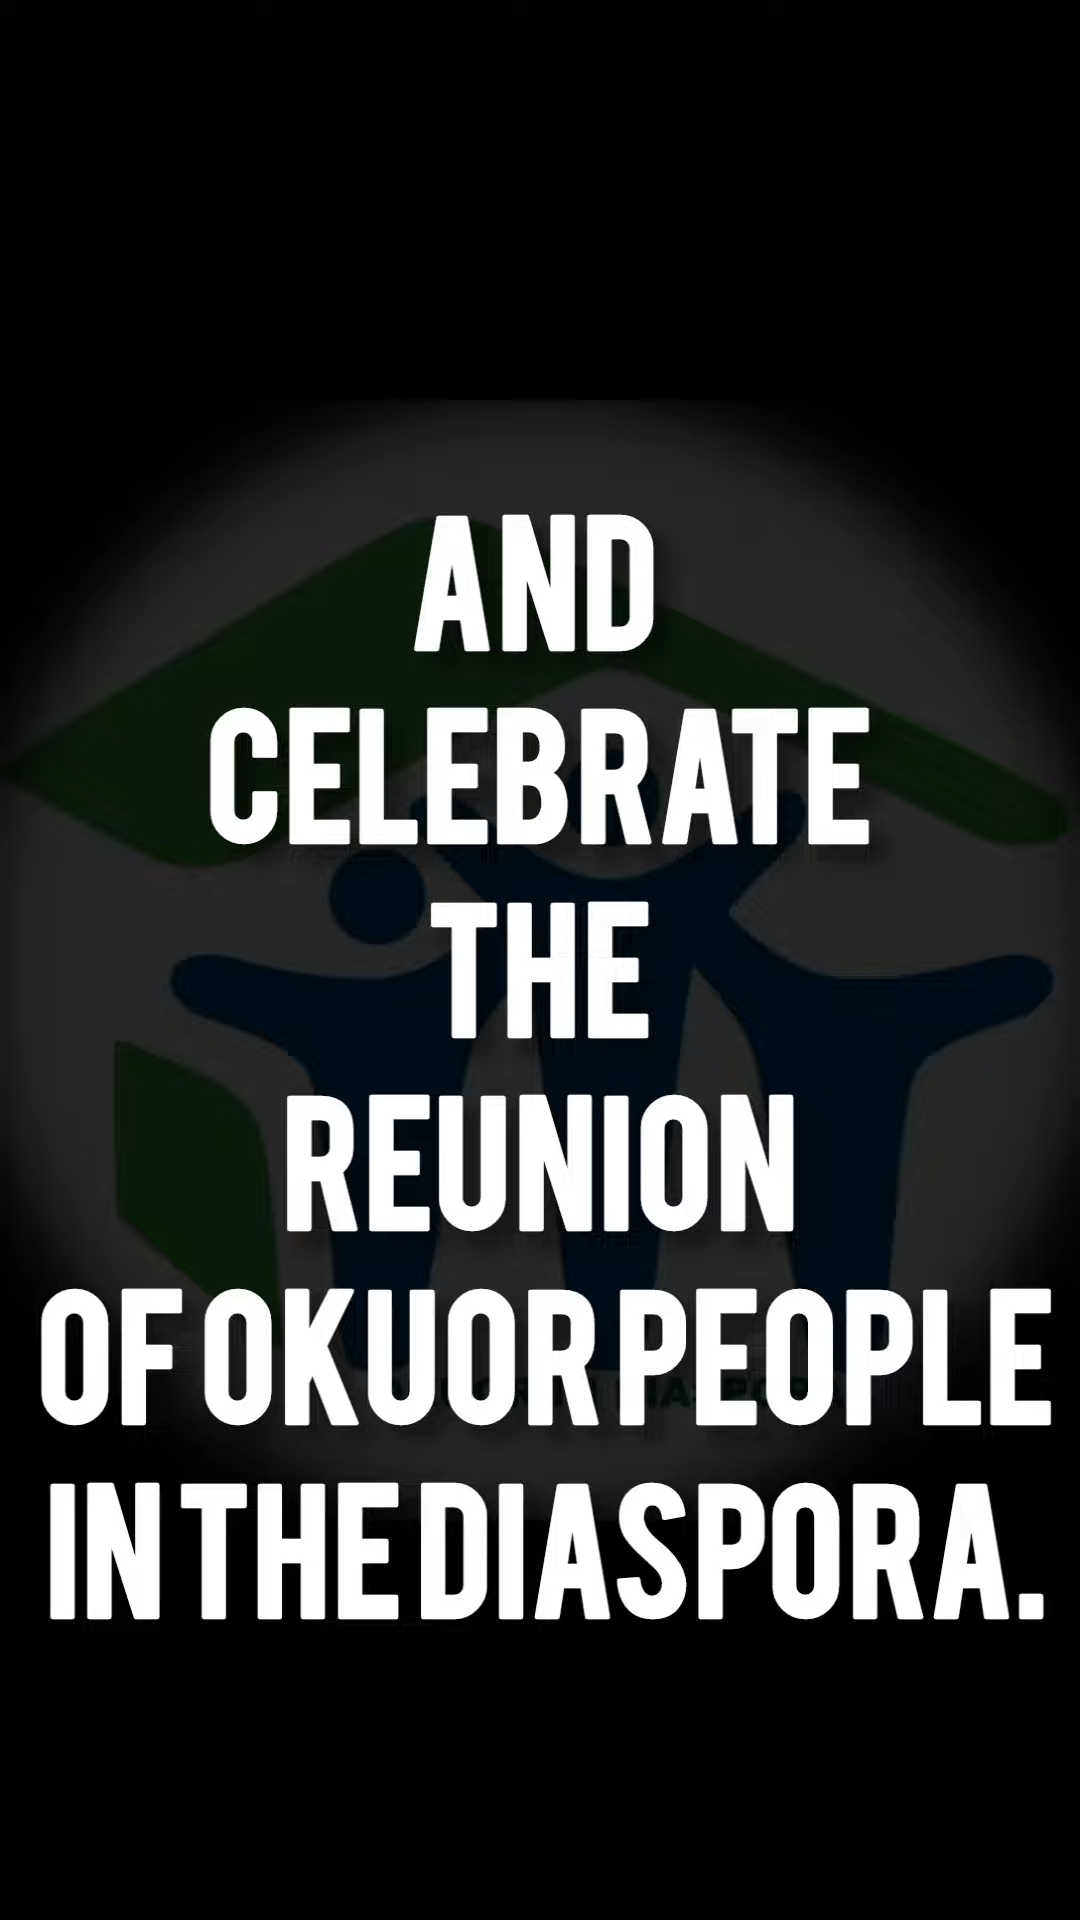 AND
CELEBRATE
THE
REUNION
OF OKUOR PEOPLE
IN THE DIASPORA.